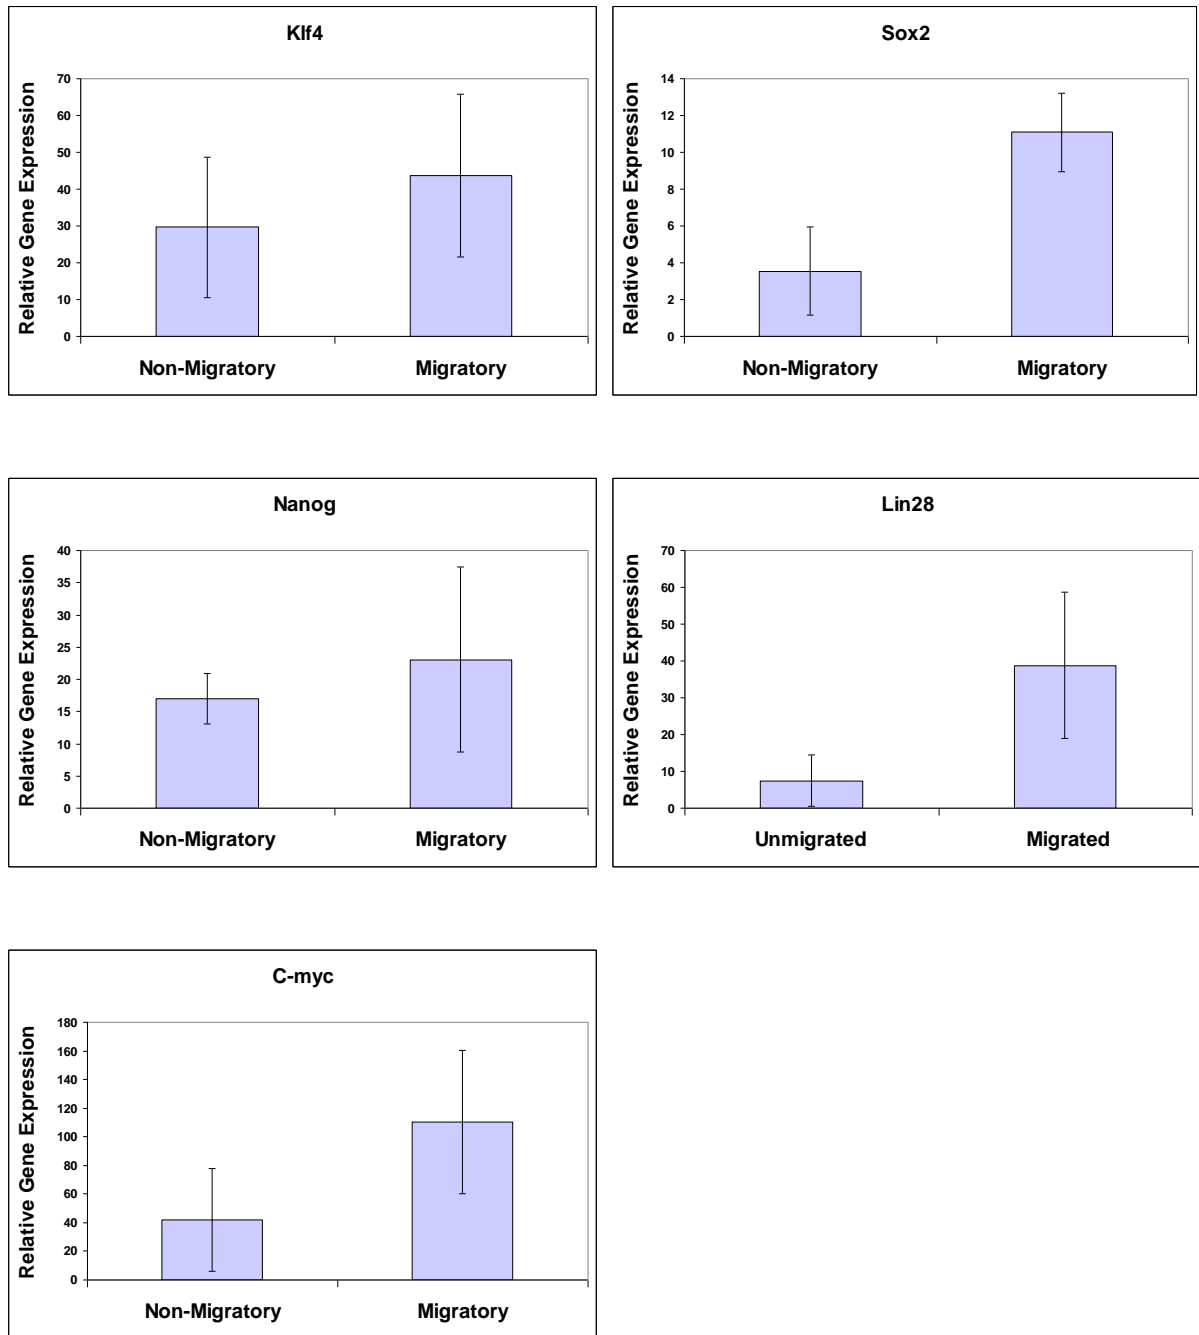 Klf4
Relative Gene Expression
70
60
50
40
30
20
10
0
Non-Migratory Migratory
Sox2
Relative Gene Expression
14
12
10
8
6
4
2
0
Non-Migratory Migratory
Nanog
Relative Gene Expression
40
35
30
25
20
15
10
5
0
Non-Migratory Migratory
Lin28
Relative Gene Expression
70
60
50
40
30
20
10
0
Unmigrated Migrated
C-myc
Relative Gene Expression
180
160
140
120
100
80
60
40
20
0
Non-Migratory Migratory